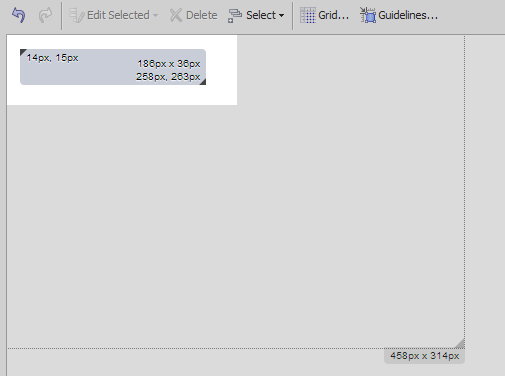 Edit Selected Delete Select Grid... Guidelines...
14px, 15px
186px x 36px
258px, 263px
458px x 314px